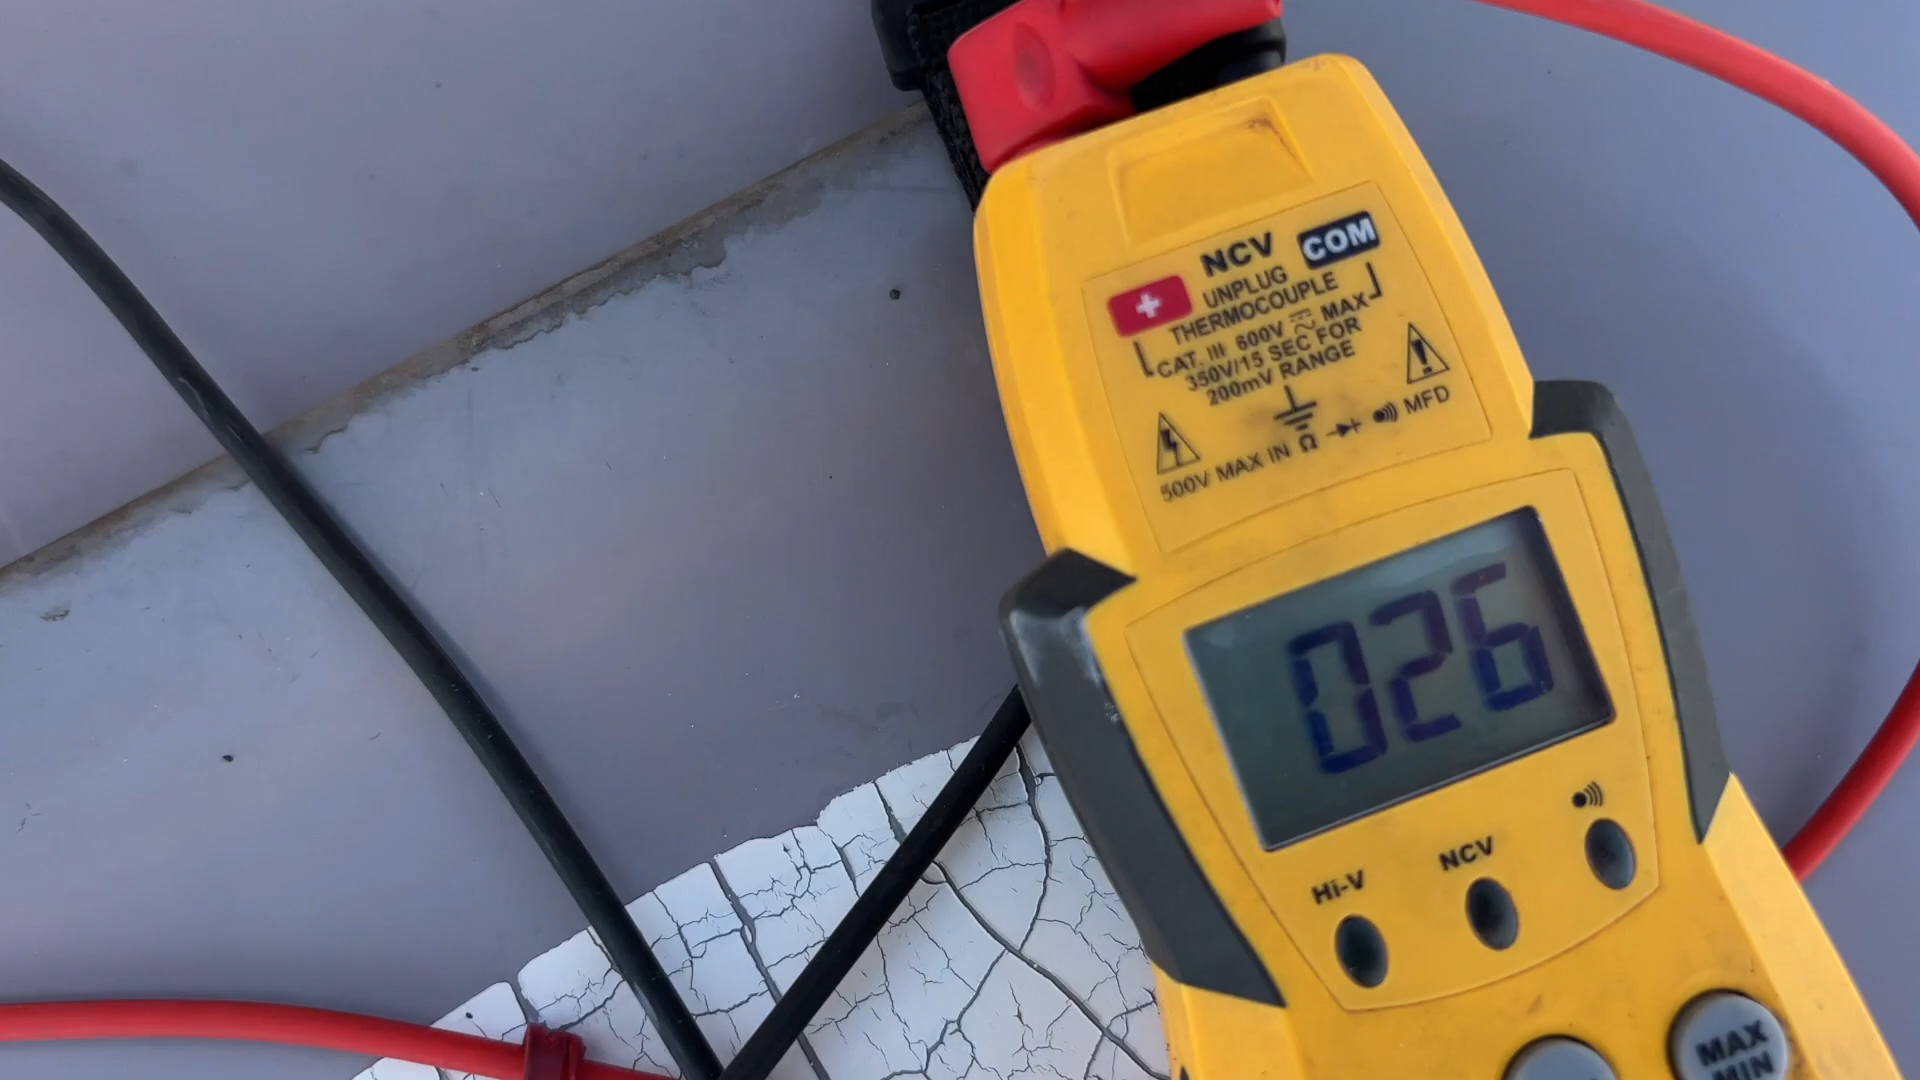 NCV COM
+ UNPLUG
THERMOCOUPLE
CAT. III 600V ⎓ ~ MAX
350V/15 SEC FOR
200mV RANGE
500V MAX IN Ω MFD
026
Hi-V NCV
MAX
MIN